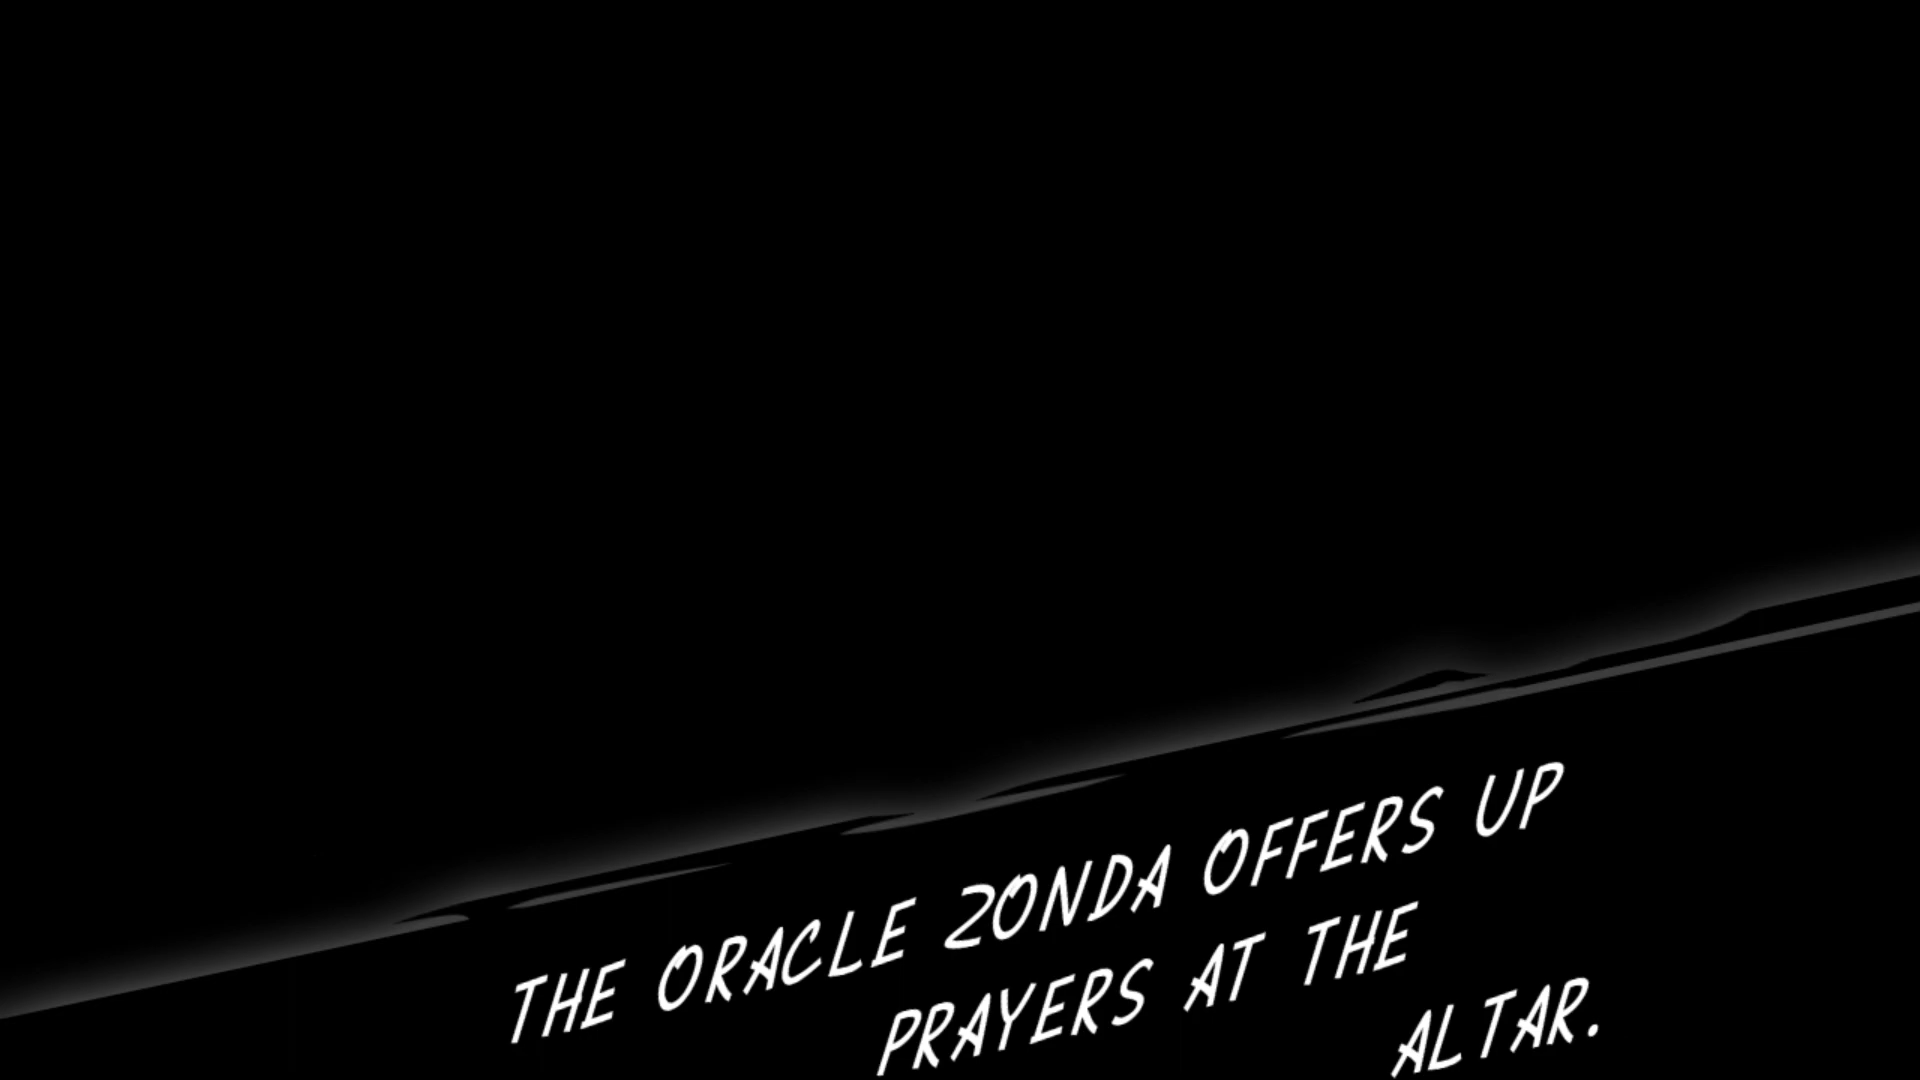 THE ORACLE ZONDA OFFERS UP
PRAYERS AT THE
ALTAR.